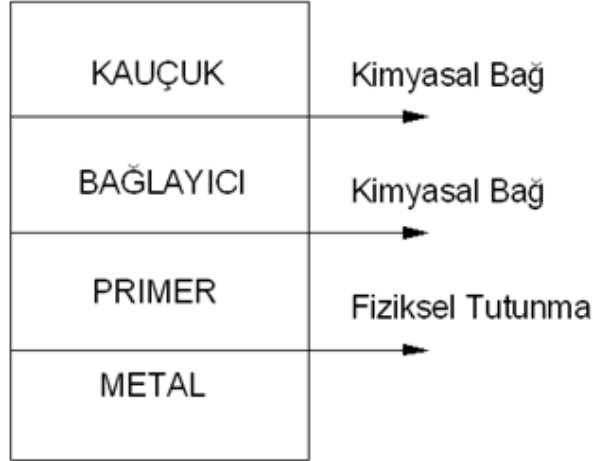 KAUÇUK
Kimyasal Bağ
BAĞLAYICI
Kimyasal Bağ
PRIMER
Fiziksel Tutunma
METAL